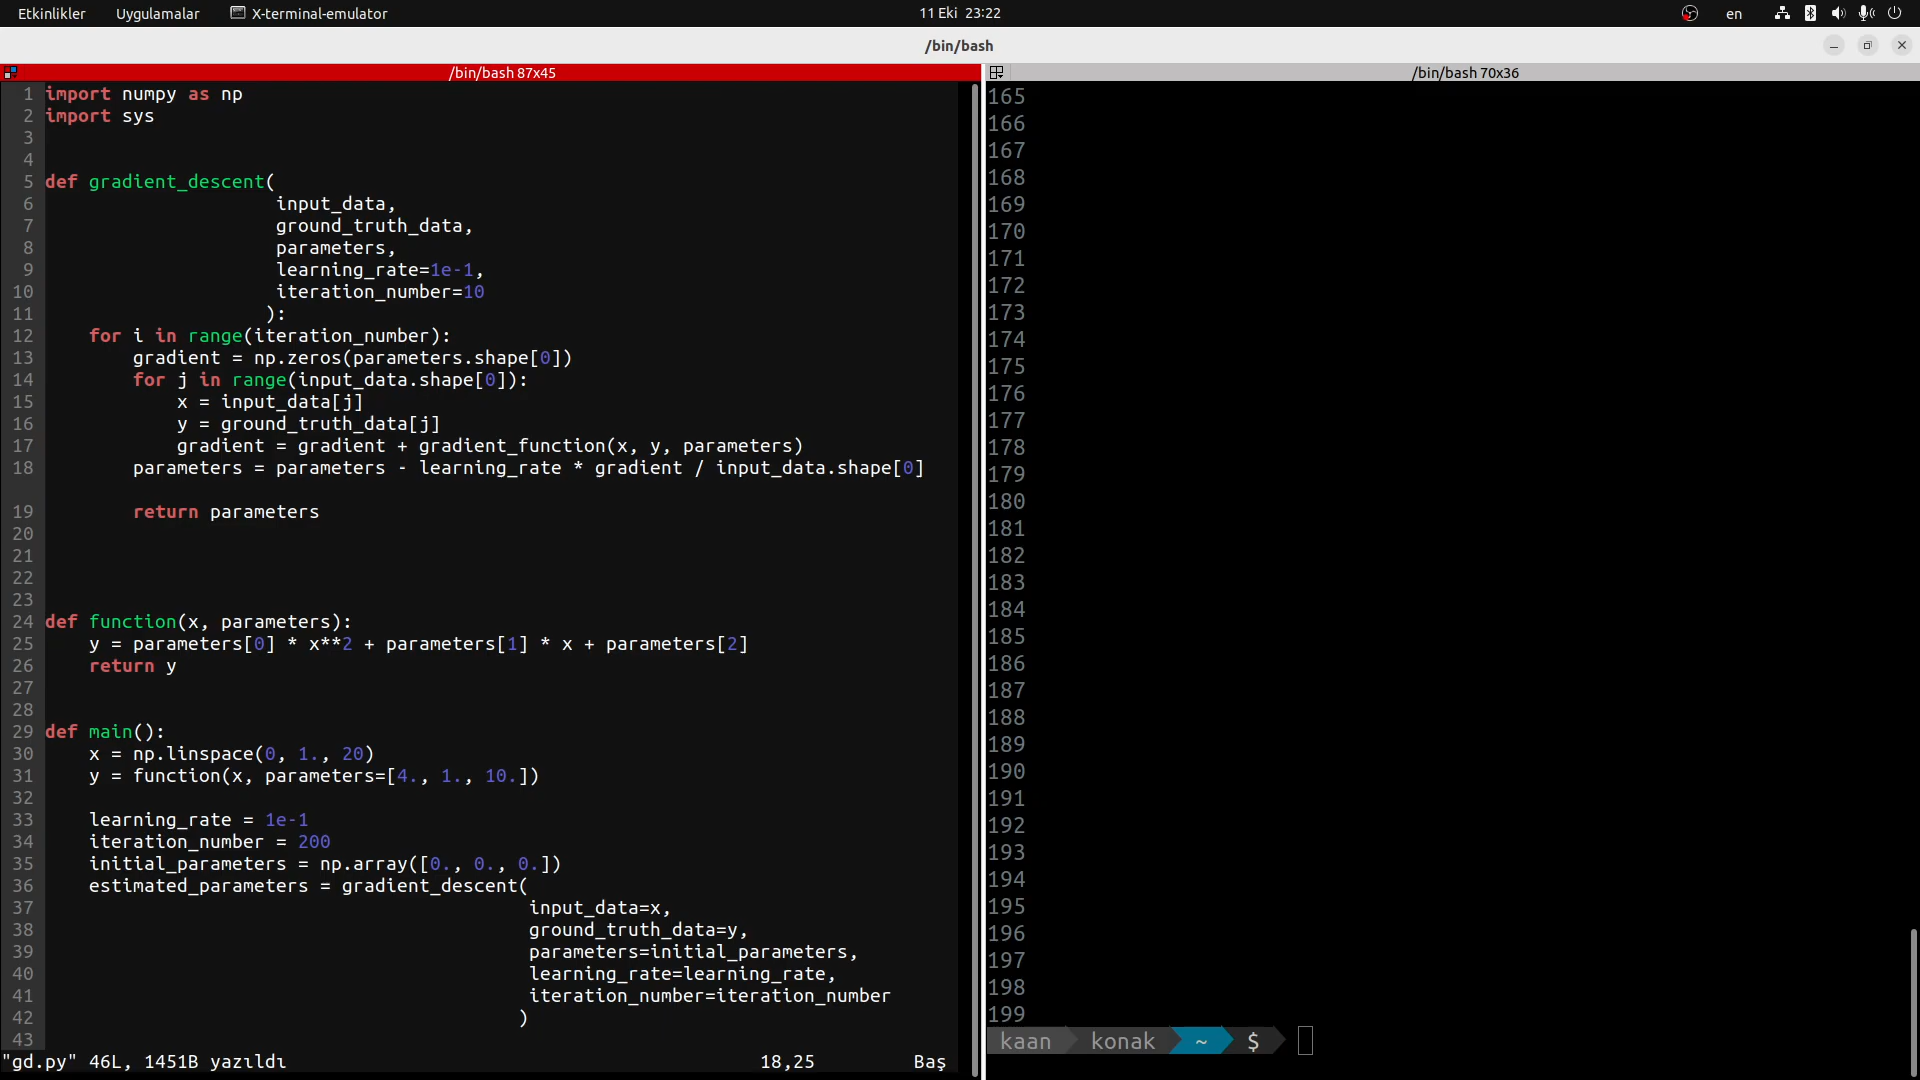 Etkinlikler Uygulamalar X-terminal-emulator 11 Eki 23:22 en
/bin/bash
/bin/bash 87x45
1 import numpy as np
2 import sys
3
4
5 def gradient_descent(
6 input_data,
7 ground_truth_data,
8 parameters,
9 learning_rate=1e-1,
10 iteration_number=10
11 ):
12 for i in range(iteration_number):
13 gradient = np.zeros(parameters.shape[0])
14 for j in range(input_data.shape[0]):
15 x = input_data[j]
16 y = ground_truth_data[j]
17 gradient = gradient + gradient_function(x, y, parameters)
18 parameters = parameters - learning_rate * gradient / input_data.shape[0]
19 return parameters
20
21
22
23
24 def function(x, parameters):
25 y = parameters[0] * x**2 + parameters[1] * x + parameters[2]
26 return y
27
28
29 def main():
30 x = np.linspace(0, 1., 20)
31 y = function(x, parameters=[4., 1., 10.])
32
33 learning_rate = 1e-1
34 iteration_number = 200
35 initial_parameters = np.array([0., 0., 0.])
36 estimated_parameters = gradient_descent(
37 input_data=x,
38 ground_truth_data=y,
39 parameters=initial_parameters,
40 learning_rate=learning_rate,
41 iteration_number=iteration_number
42 )
43
"gd.py" 46L, 1451B yazıldı 18,25 Baş
/bin/bash 70x36
165
166
167
168
169
170
171
172
173
174
175
176
177
178
179
180
181
182
183
184
185
186
187
188
189
190
191
192
193
194
195
196
197
198
199
kaan konak ~ $